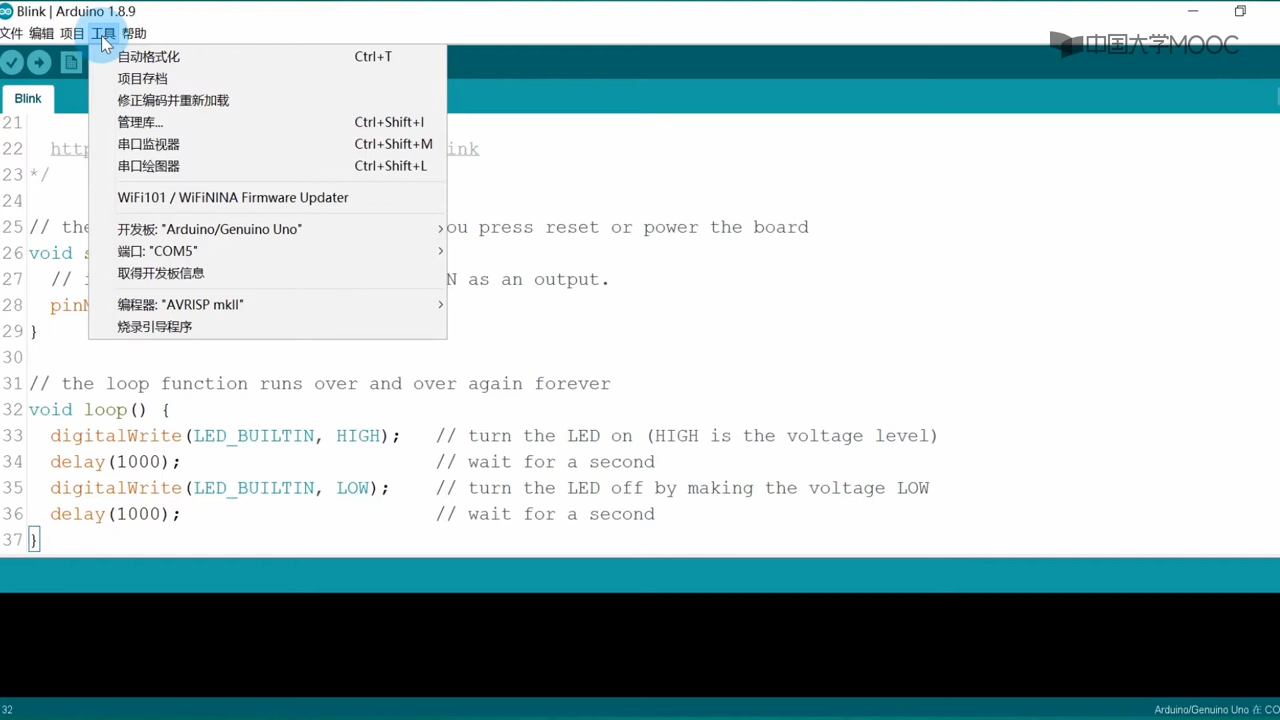 Blink | Arduino 1.8.9
文件 编辑 项目 工具 帮助
中国大学MOOC
自动格式化 Ctrl+T
项目存档
修正编码并重新加载
管理库... Ctrl+Shift+I
串口监视器 Ctrl+Shift+M
串口绘图器 Ctrl+Shift+L
WiFi101 / WiFiNINA Firmware Updater
开发板: "Arduino/Genuino Uno"
端口: "COM5"
取得开发板信息
编程器: "AVRISP mkII"
烧录引导程序
Blink
21
22 http ink
23 */
24
25 // the ou press reset or power the board
26 void s
27 // i N as an output.
28 pinM
29 }
30
31 // the loop function runs over and over again forever
32 void loop() {
33 digitalWrite(LED_BUILTIN, HIGH); // turn the LED on (HIGH is the voltage level)
34 delay(1000); // wait for a second
35 digitalWrite(LED_BUILTIN, LOW); // turn the LED off by making the voltage LOW
36 delay(1000); // wait for a second
37 }
32 Arduino/Genuino Uno 在 CO